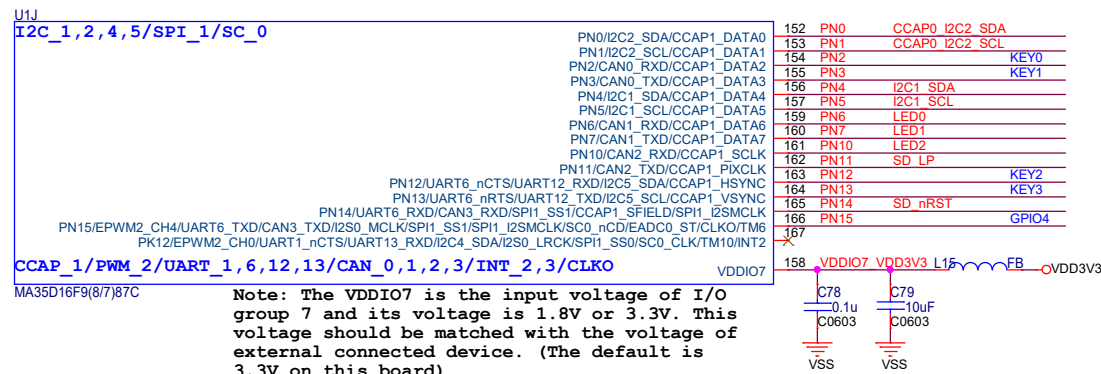 U1J
I2C_1,2,4,5/SPI_1/SC_0
PN0/I2C2_SDA/CCAP1_DATA0 152 PN0 CCAP0_I2C2_SDA
PN1/I2C2_SCL/CCAP1_DATA1 153 PN1 CCAP0_I2C2_SCL
PN2/CAN0_RXD/CCAP1_DATA2 154 PN2 KEY0
PN3/CAN0_TXD/CCAP1_DATA3 155 PN3 KEY1
PN4/I2C1_SDA/CCAP1_DATA4 156 PN4 I2C1_SDA
PN5/I2C1_SCL/CCAP1_DATA5 157 PN5 I2C1_SCL
PN6/CAN1_RXD/CCAP1_DATA6 159 PN6 LED0
PN7/CAN1_TXD/CCAP1_DATA7 160 PN7 LED1
PN10/CAN2_RXD/CCAP1_SCLK 161 PN10 LED2
PN11/CAN2_TXD/CCAP1_PIXCLK 162 PN11 SD_LP
PN12/UART6_nCTS/UART12_RXD/I2C5_SDA/CCAP1_HSYNC 163 PN12 KEY2
PN13/UART6_nRTS/UART12_TXD/I2C5_SCL/CCAP1_VSYNC 164 PN13 KEY3
PN14/UART6_RXD/CAN3_RXD/SPI1_SS1/CCAP1_SFIELD/SPI1_I2SMCLK 165 PN14 SD_nRST
PN15/EPWM2_CH4/UART6_TXD/CAN3_TXD/I2S0_MCLK/SPI1_SS1/SPI1_I2SMCLK/SC0_nCD/EADC0_ST/CLKO/TM6 166 PN15 GPIO4
PK12/EPWM2_CH0/UART1_nCTS/UART13_RXD/I2C4_SDA/I2S0_LRCK/SPI1_SS0/SC0_CLK/TM10/INT2 167
CCAP_1/PWM_2/UART_1,6,12,13/CAN_0,1,2,3/INT_2,3/CLKO
VDDIO7 158 VDDIO7_VDD3V3 L15 FB VDD3V3
MA35D16F9(8/7)87C
C78 C79
0.1u 10uF
C0603 C0603
VSS VSS
Note: The VDDIO7 is the input voltage of I/O
group 7 and its voltage is 1.8V or 3.3V. This
voltage should be matched with the voltage of
external connected device. (The default is
3.3V on this board)